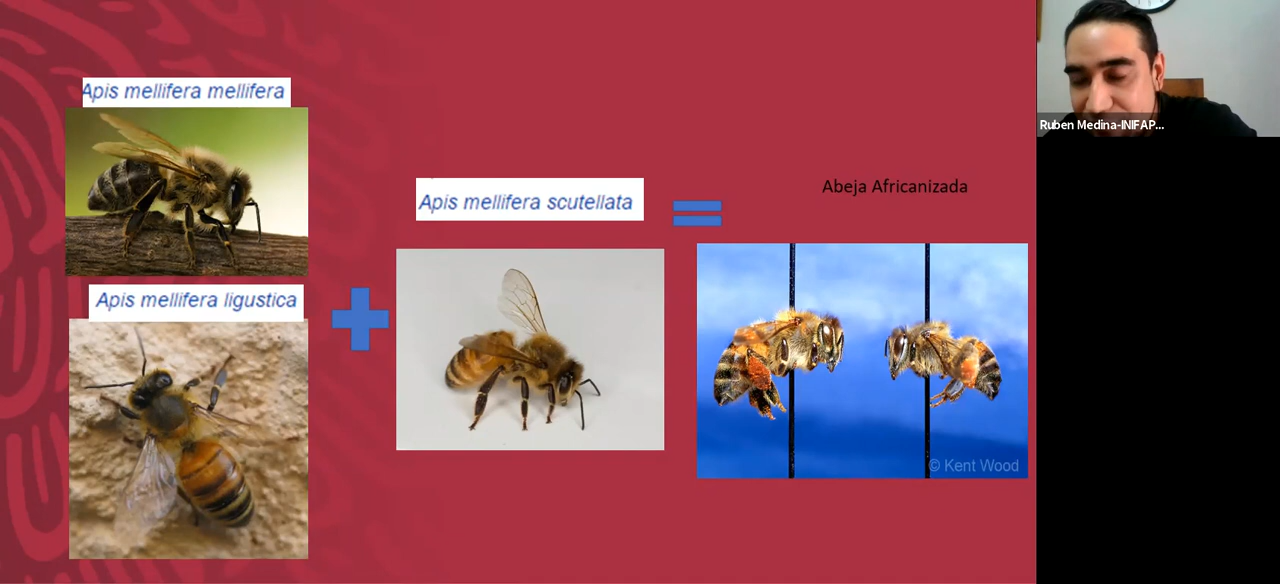 Apis mellifera mellifera
Apis mellifera ligustica
Apis mellifera scutellata
Abeja Africanizada
© Kent Wood
Ruben Medina-INIFAP...